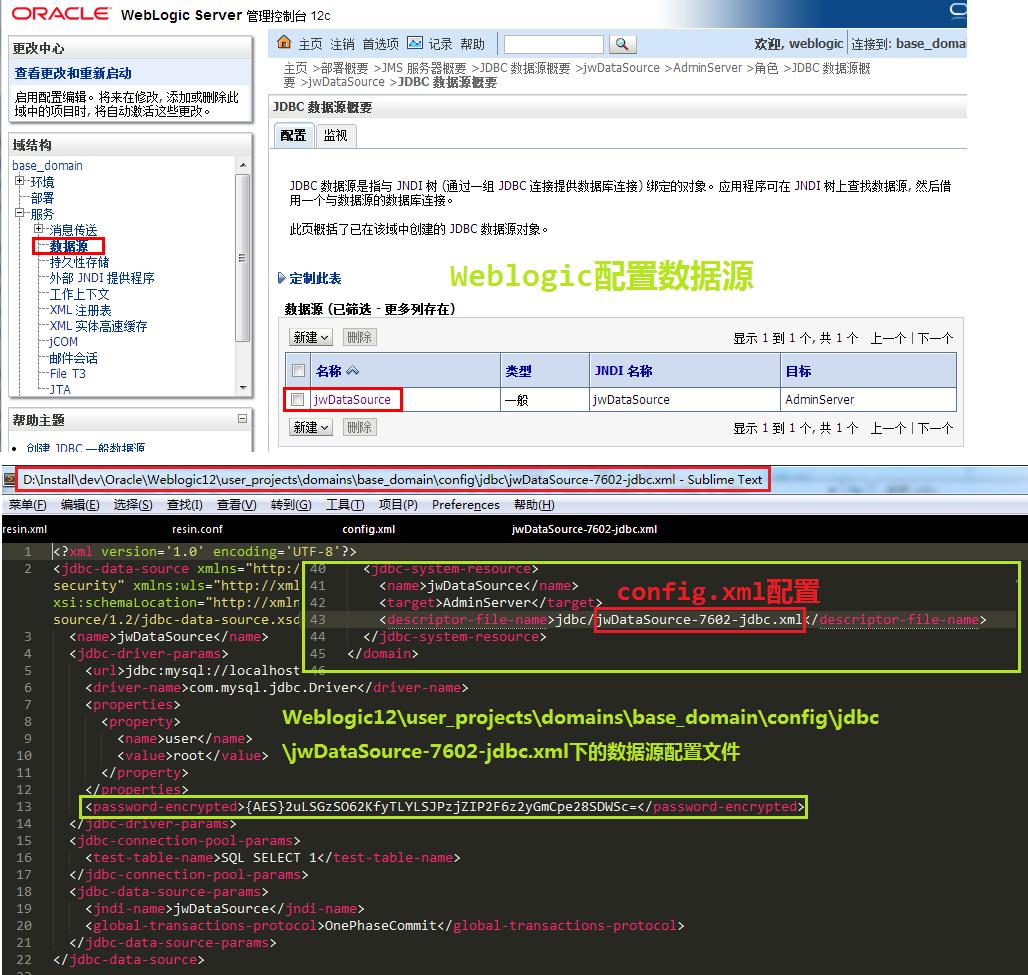 ORACLE® WebLogic Server 管理控制台 12c
更改中心
查看更改和重新启动
启用配置编辑。将来在修改, 添加或删除此
域中的项目时, 将自动激活这些更改。
域结构
base_domain
环境
部署
服务
消息传送
数据源
持久性存储
外部 JNDI 提供程序
工作上下文
XML 注册表
XML 实体高速缓存
jCOM
邮件会话
File T3
JTA
帮助主题
创建 JDBC 一般数据源
主页 注销 首选项 记录 帮助
欢迎, weblogic 连接到: base_domai
主页 >部署概要 >JMS 服务器概要 >JDBC 数据源概要 >jwDataSource >AdminServer >角色 >JDBC 数据源概
要 >jwDataSource >JDBC 数据源概要
JDBC 数据源概要
配置 监视
JDBC 数据源是指与 JNDI 树 (通过一组 JDBC 连接提供数据库连接) 绑定的对象。应用程序可在 JNDI 树上查找数据源, 然后借
用一个与数据源的数据库连接。
此页概括了已在该域中创建的 JDBC 数据源对象。
Weblogic配置数据源
定制此表
数据源 (已筛选 - 更多列存在)
新建 删除 显示 1 到 1 个, 共 1 个 上一个 | 下一个
名称 类型 JNDI 名称 目标
jwDataSource 一般 jwDataSource AdminServer
新建 删除 显示 1 到 1 个, 共 1 个 上一个 | 下一个
D:\Install\dev\Oracle\Weblogic12\user_projects\domains\base_domain\config\jdbc\jwDataSource-7602-jdbc.xml - Sublime Text
菜单(F) 编辑(E) 选择(S) 查找(I) 查看(V) 转到(G) 工具(T) 项目(P) Preferences 帮助(H)
resin.xml resin.conf config.xml jwDataSource-7602-jdbc.xml
1 <?xml version='1.0' encoding='UTF-8'?>
2 <jdbc-data-source xmlns="http:/
security" xmlns:wls="http://xml
xsi:schemaLocation="http://xmln
source/1.2/jdbc-data-source.xsd
3 <name>jwDataSource</name>
4 <jdbc-driver-params>
5 <url>jdbc:mysql://localhost
6 <driver-name>com.mysql.jdbc.Driver</driver-name>
7 <properties>
8 <property>
9 <name>user</name>
10 <value>root</value>
11 </property>
12 </properties>
13 <password-encrypted>{AES}2uLSGzSO62KfyTLYLSJPzjZIP2F6z2yGmCpe28SDWSc=</password-encrypted>
14 </jdbc-driver-params>
15 <jdbc-connection-pool-params>
16 <test-table-name>SQL SELECT 1</test-table-name>
17 </jdbc-connection-pool-params>
18 <jdbc-data-source-params>
19 <jndi-name>jwDataSource</jndi-name>
20 <global-transactions-protocol>OnePhaseCommit</global-transactions-protocol>
21 </jdbc-data-source-params>
22 </jdbc-data-source>
40 <jdbc-system-resource>
41 <name>jwDataSource</name>
42 <target>AdminServer</target>
43 <descriptor-file-name>jdbc/jwDataSource-7602-jdbc.xml</descriptor-file-name>
44 </jdbc-system-resource>
45 </domain>
46
config.xml配置
Weblogic12\user_projects\domains\base_domain\config\jdbc
\jwDataSource-7602-jdbc.xml下的数据源配置文件